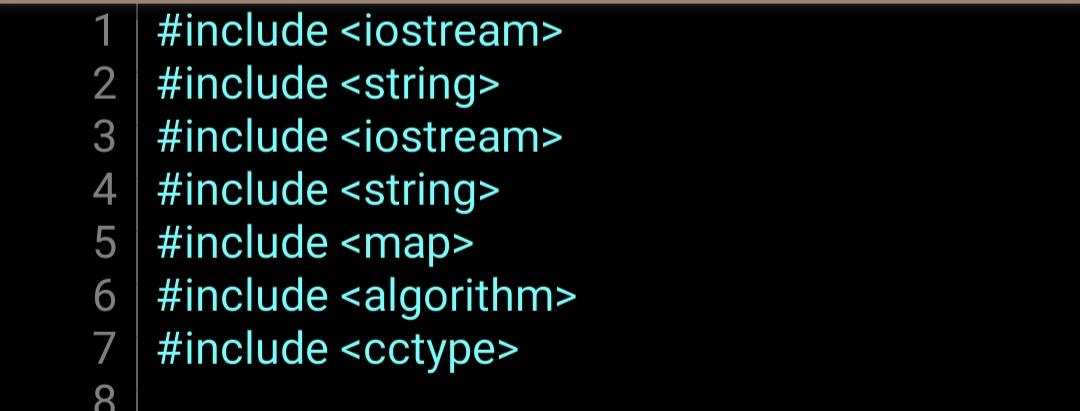 1 #include <iostream>
2 #include <string>
3 #include <iostream>
4 #include <string>
5 #include <map>
6 #include <algorithm>
7 #include <cctype>
8